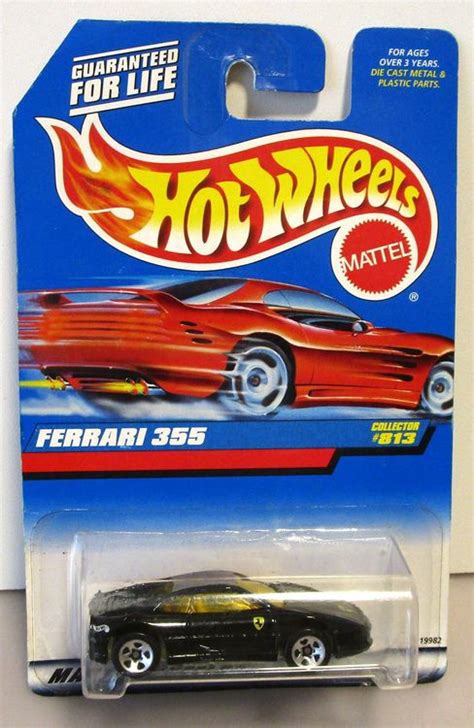 GUARANTEED
FOR LIFE
FOR AGES
OVER 3 YEARS.
DIE CAST METAL &
PLASTIC PARTS.
HOT WHEELS
MATTEL
®
FERRARI 355
COLLECTOR
#813
19982